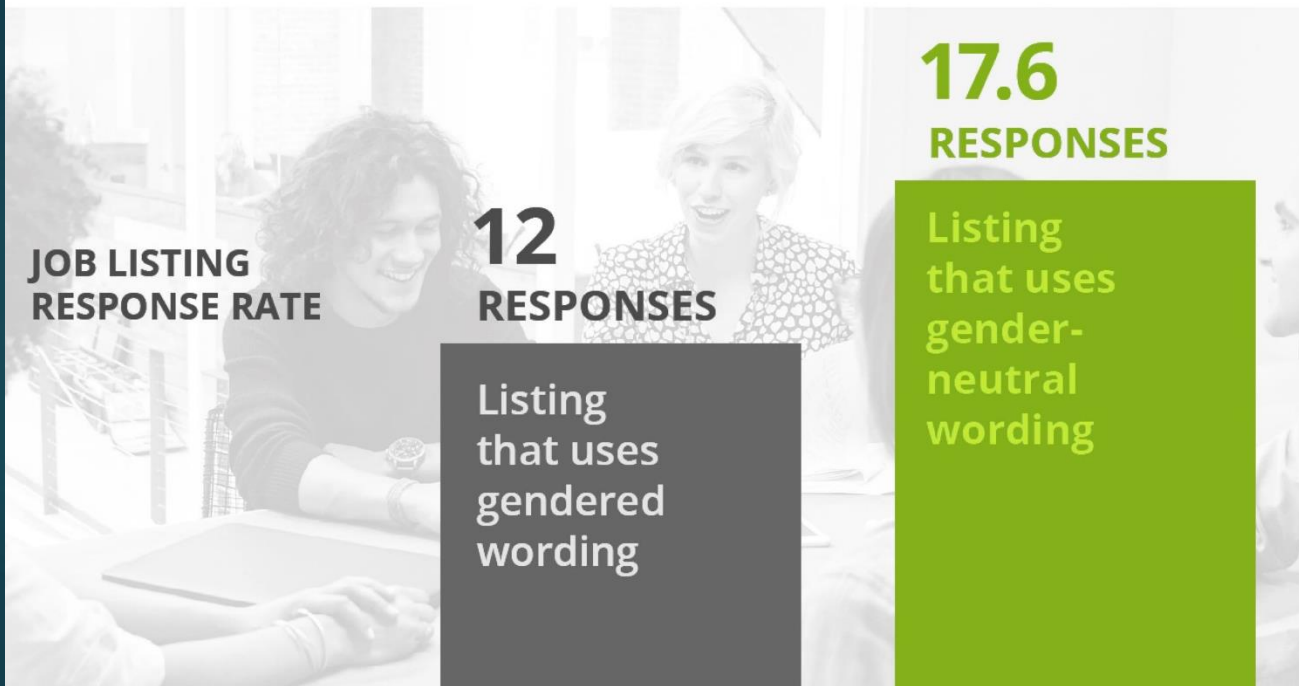 JOB LISTING
RESPONSE RATE
12
RESPONSES
Listing
that uses
gendered
wording
17.6
RESPONSES
Listing
that uses
gender-
neutral
wording